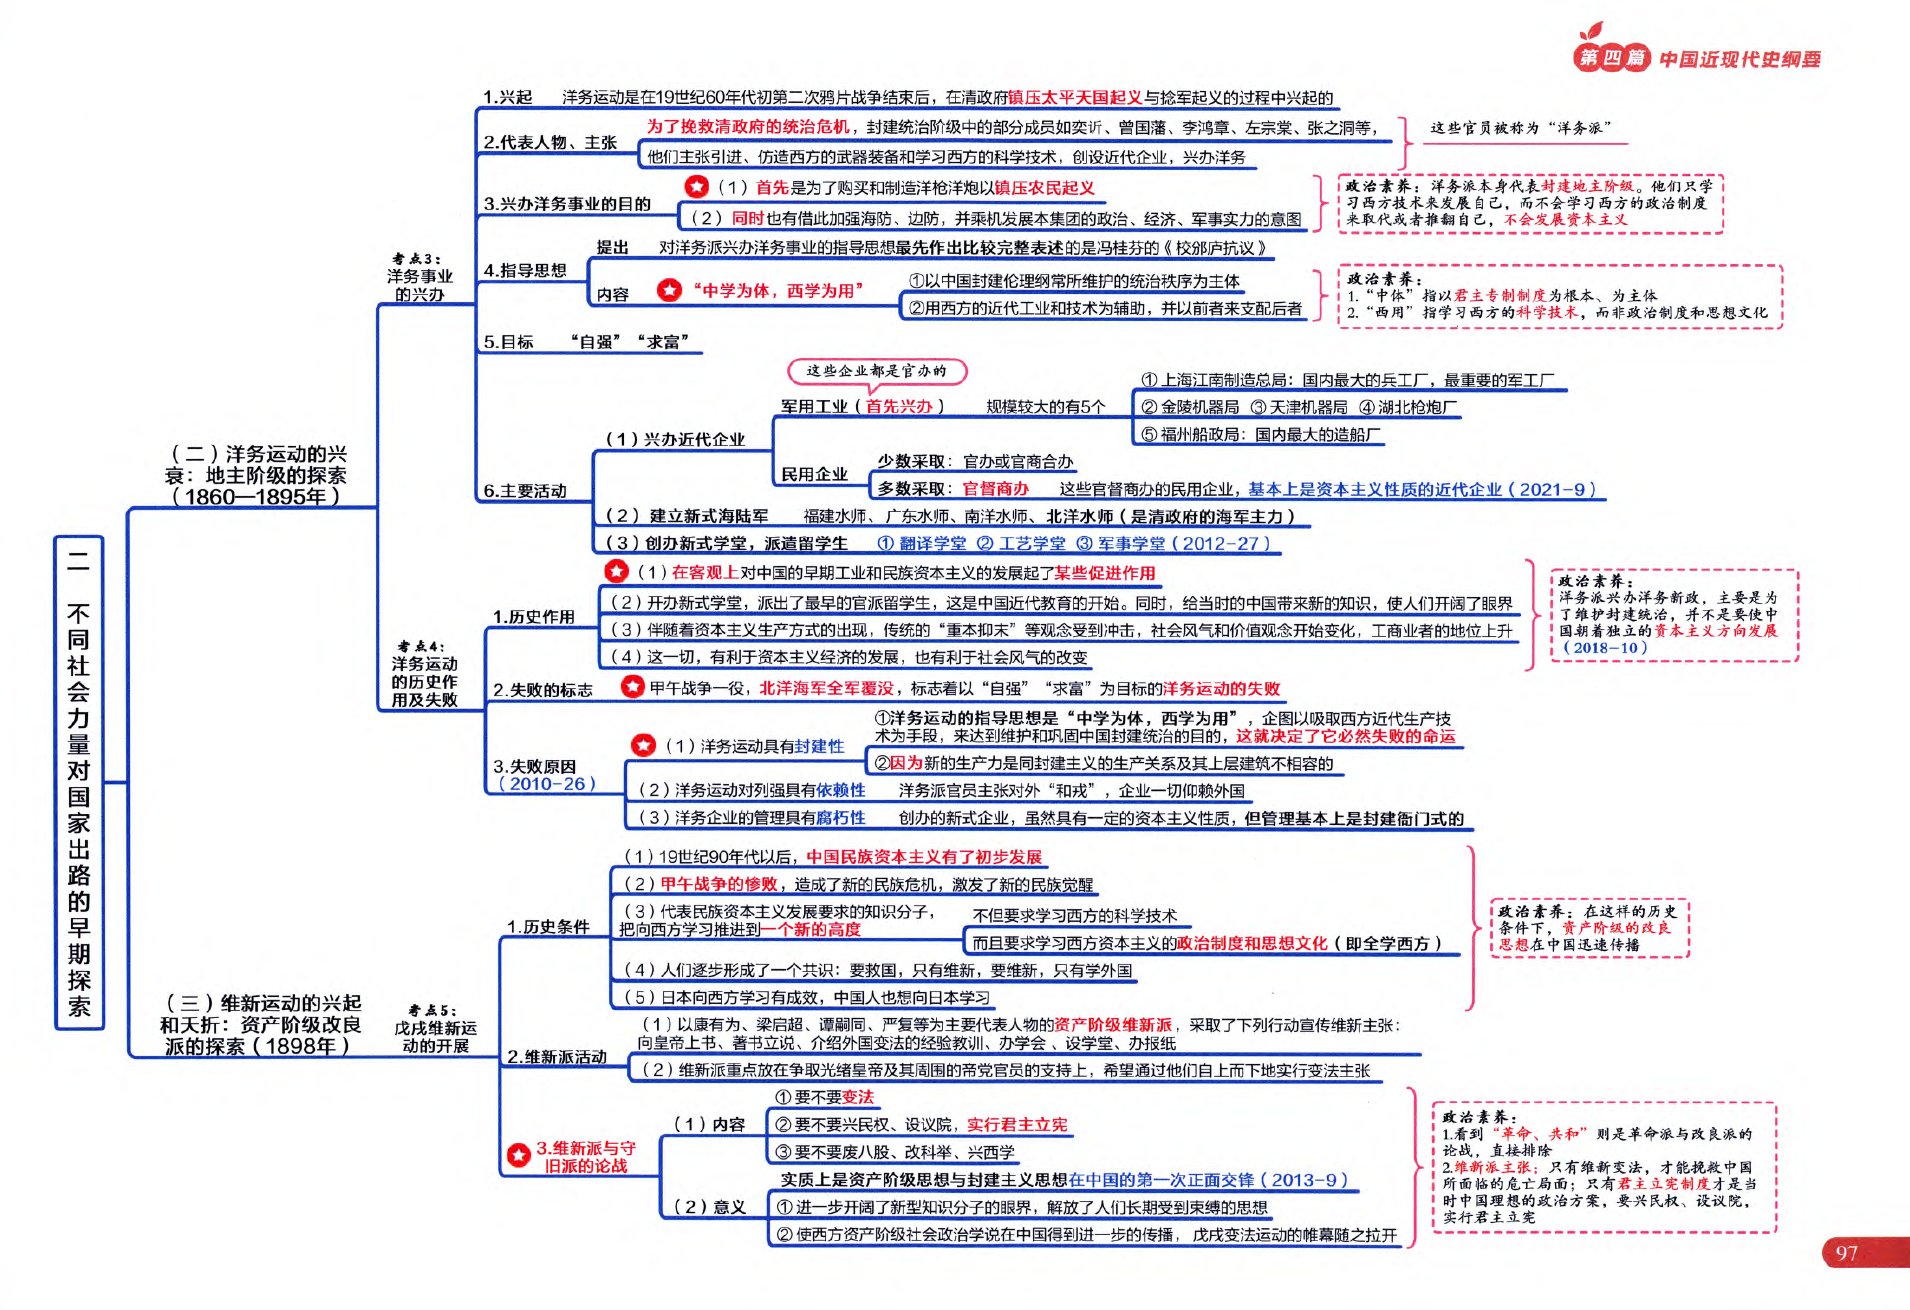 第四篇 中国近现代史纲要
二 不同社会力量对国家出路的早期探索
（二）洋务运动的兴
衰：地主阶级的探索
（1860—1895年）
考点3：
洋务事业
的兴办
1.兴起 洋务运动是在19世纪60年代初第二次鸦片战争结束后，在清政府镇压太平天国起义与捻军起义的过程中兴起的
2.代表人物、主张
为了挽救清政府的统治危机，封建统治阶级中的部分成员如奕䜣、曾国藩、李鸿章、左宗棠、张之洞等，
他们主张引进、仿造西方的武器装备和学习西方的科学技术，创设近代企业，兴办洋务
这些官员被称为“洋务派”
3.兴办洋务事业的目的
（1）首先是为了购买和制造洋枪洋炮以镇压农民起义
（2）同时也有借此加强海防、边防，并乘机发展本集团的政治、经济、军事实力的意图
政治素养：洋务派本身代表封建地主阶级。他们只学
习西方技术来发展自己，而不会学习西方的政治制度
来取代或者推翻自己，不会发展资本主义
4.指导思想
提出 对洋务派兴办洋务事业的指导思想最先作出比较完整表述的是冯桂芬的《校邠庐抗议》
内容 “中学为体，西学为用”
①以中国封建伦理纲常所维护的统治秩序为主体
②用西方的近代工业和技术为辅助，并以前者来支配后者
政治素养：
1.“中体”指以君主专制制度为根本、为主体
2.“西用”指学习西方的科学技术，而非政治制度和思想文化
5.目标 “自强”“求富”
6.主要活动
（1）兴办近代企业
这些企业都是官办的
军用工业（首先兴办） 规模较大的有5个
①上海江南制造总局：国内最大的兵工厂，最重要的军工厂
②金陵机器局 ③天津机器局 ④湖北枪炮厂
⑤福州船政局：国内最大的造船厂
民用企业
少数采取：官办或官商合办
多数采取：官督商办 这些官督商办的民用企业，基本上是资本主义性质的近代企业（2021-9）
（2）建立新式海陆军 福建水师、广东水师、南洋水师、北洋水师（是清政府的海军主力）
（3）创办新式学堂，派遣留学生 ①翻译学堂 ②工艺学堂 ③军事学堂（2012-27）
考点4：
洋务运动
的历史作
用及失败
1.历史作用
（1）在客观上对中国的早期工业和民族资本主义的发展起了某些促进作用
（2）开办新式学堂，派出了最早的官派留学生，这是中国近代教育的开始。同时，给当时的中国带来新的知识，使人们开阔了眼界
（3）伴随着资本主义生产方式的出现，传统的“重本抑末”等观念受到冲击，社会风气和价值观念开始变化，工商业者的地位上升
（4）这一切，有利于资本主义经济的发展，也有利于社会风气的改变
政治素养：
洋务派兴办洋务新政，主要是为
了维护封建统治，并不是要使中
国朝着独立的资本主义方向发展
（2018-10）
2.失败的标志 甲午战争一役，北洋海军全军覆没，标志着以“自强”“求富”为目标的洋务运动的失败
3.失败原因
（2010-26）
（1）洋务运动具有封建性
①洋务运动的指导思想是“中学为体，西学为用”，企图以吸取西方近代生产技
术为手段，来达到维护和巩固中国封建统治的目的，这就决定了它必然失败的命运
②因为新的生产力是同封建主义的生产关系及其上层建筑不相容的
（2）洋务运动对列强具有依赖性 洋务派官员主张对外“和戎”，企业一切仰赖外国
（3）洋务企业的管理具有腐朽性 创办的新式企业，虽然具有一定的资本主义性质，但管理基本上是封建衙门式的
（三）维新运动的兴起
和夭折：资产阶级改良
派的探索（1898年）
考点5：
戊戌维新运
动的开展
1.历史条件
（1）19世纪90年代以后，中国民族资本主义有了初步发展
（2）甲午战争的惨败，造成了新的民族危机，激发了新的民族觉醒
（3）代表民族资本主义发展要求的知识分子，
把向西方学习推进到一个新的高度
不但要求学习西方的科学技术
而且要求学习西方资本主义的政治制度和思想文化（即全学西方）
（4）人们逐步形成了一个共识：要救国，只有维新，要维新，只有学外国
（5）日本向西方学习有成效，中国人也想向日本学习
政治素养：在这样的历史
条件下，资产阶级的改良
思想在中国迅速传播
2.维新派活动
（1）以康有为、梁启超、谭嗣同、严复等为主要代表人物的资产阶级维新派，采取了下列行动宣传维新主张：
向皇帝上书、著书立说、介绍外国变法的经验教训、办学会、设学堂、办报纸
（2）维新派重点放在争取光绪皇帝及其周围的帝党官员的支持上，希望通过他们自上而下地实行变法主张
3.维新派与守
旧派的论战
（1）内容
①要不要变法
②要不要兴民权、设议院，实行君主立宪
③要不要废八股、改科举、兴西学
（2）意义
实质上是资产阶级思想与封建主义思想在中国的第一次正面交锋（2013-9）
①进一步开阔了新型知识分子的眼界，解放了人们长期受到束缚的思想
②使西方资产阶级社会政治学说在中国得到进一步的传播，戊戌变法运动的帷幕随之拉开
政治素养：
1.看到“革命、共和”则是革命派与改良派的
论战，直接排除
2.维新派主张：只有维新变法，才能挽救中国
所面临的危亡局面；只有君主立宪制度才是当
时中国理想的政治方案，要兴民权、设议院，
实行君主立宪
97